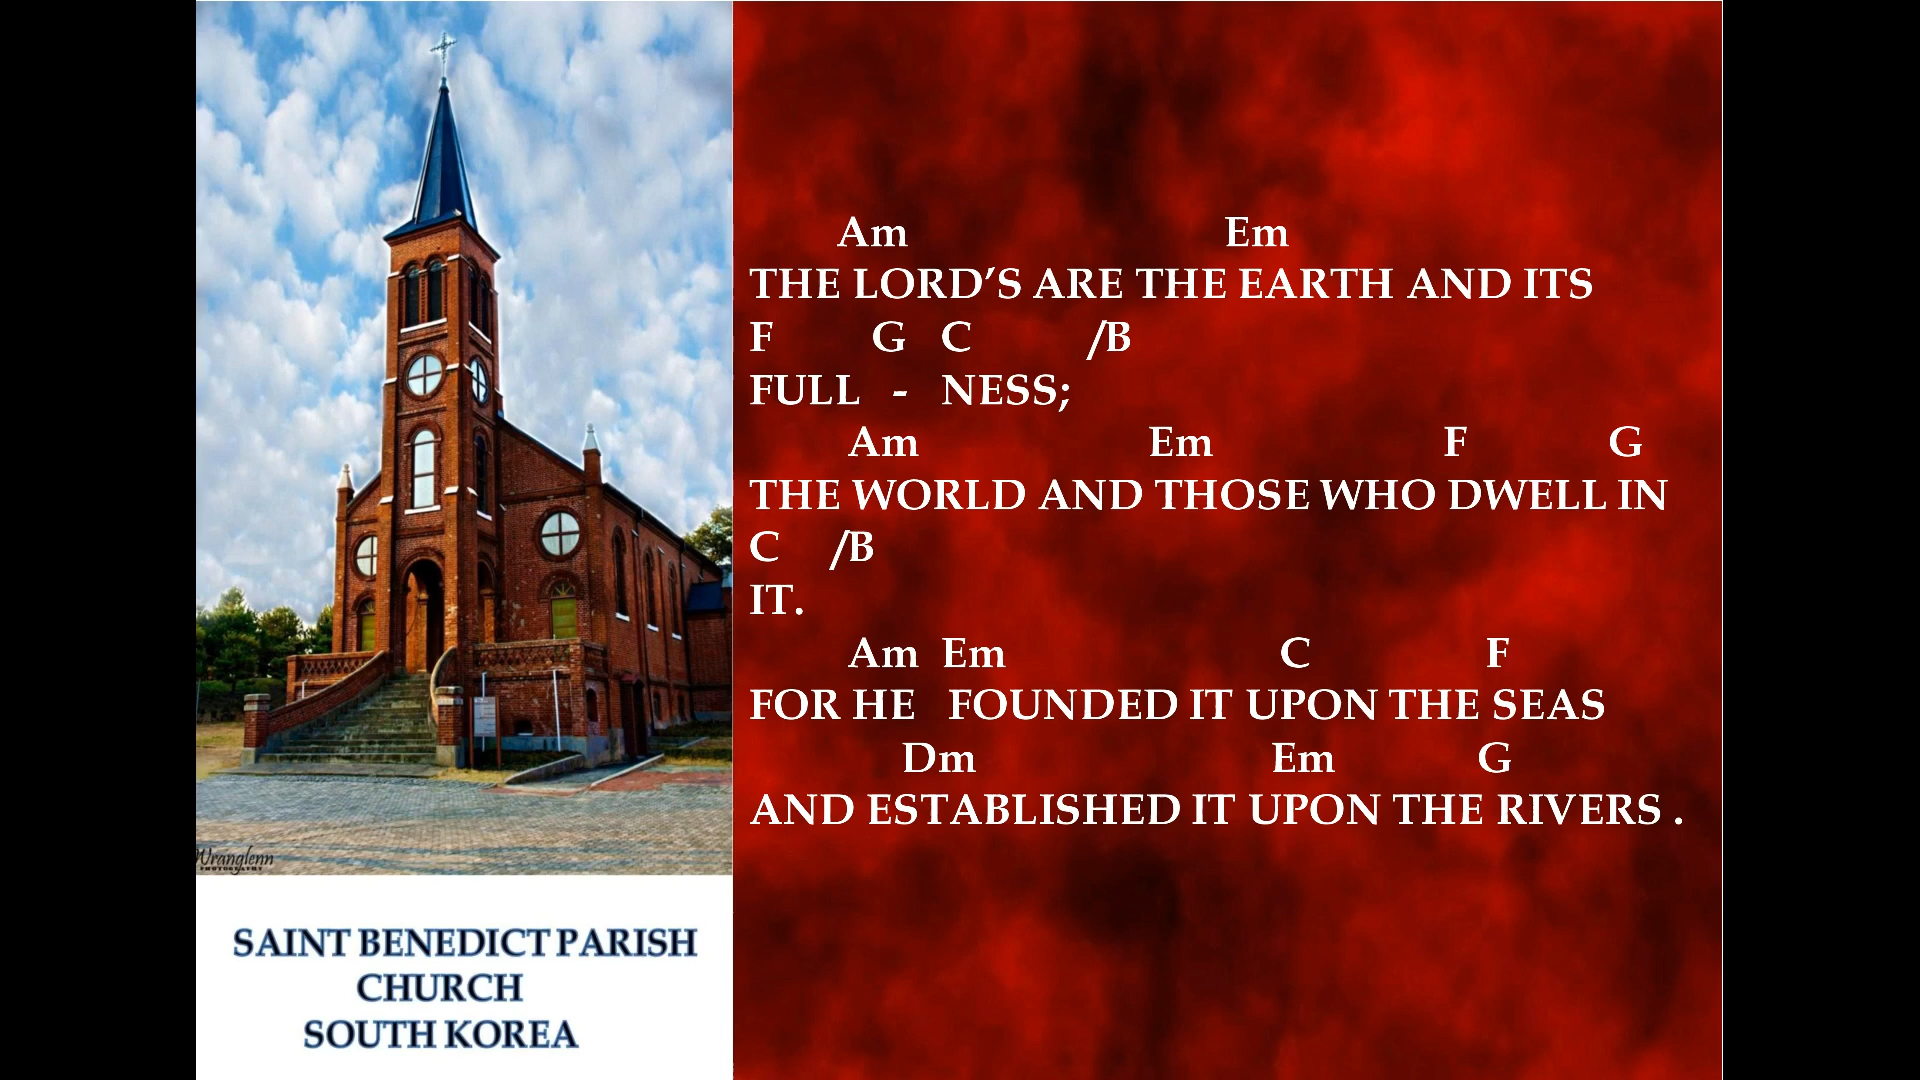 Wranglenn
PHOTOGRAPHY
SAINT BENEDICT PARISH
CHURCH
SOUTH KOREA
Am Em
THE LORD’S ARE THE EARTH AND ITS
F G C /B
FULL - NESS;
Am Em F G
THE WORLD AND THOSE WHO DWELL IN
C /B
IT.
Am Em C F
FOR HE FOUNDED IT UPON THE SEAS
Dm Em G
AND ESTABLISHED IT UPON THE RIVERS .